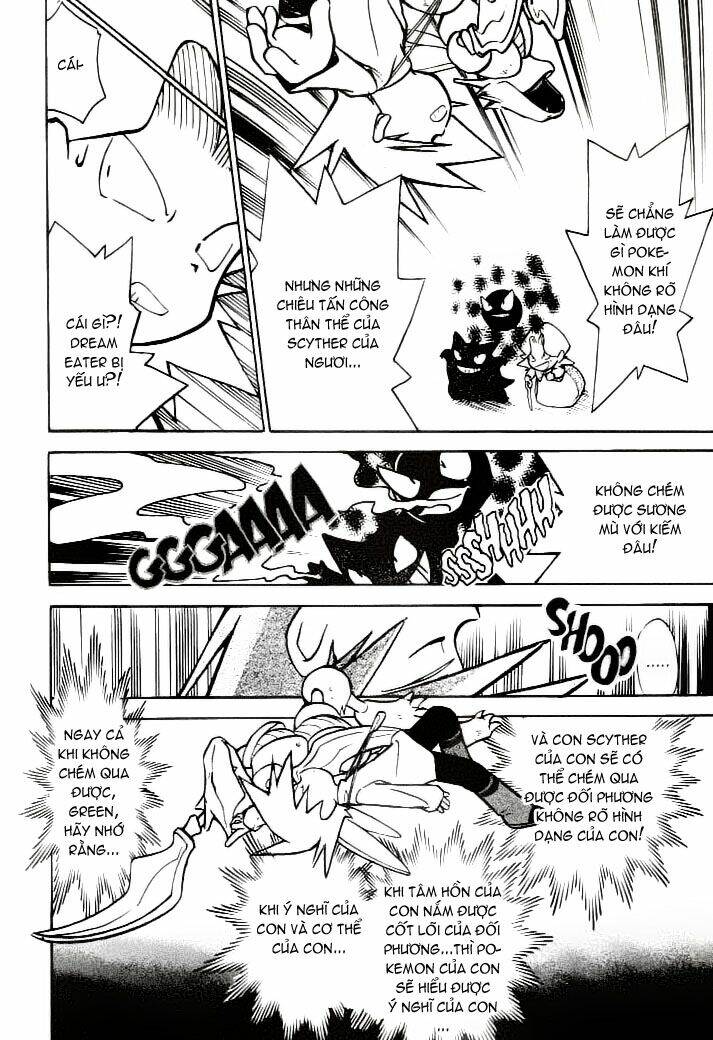 SẼ CHẲNG
LÀM ĐƯỢC
GÌ POKE-
MON KHÍ
KHÔNG RÕ
HÌNH DẠNG
ĐÂU!
NHƯNG NHỮNG
CHIÊU TẤN CÔNG
THÂN THỂ CỦA
SCYTHER CỦA
NGƯƠI...
CÁI-
CÁI GÌ?!
DREAM
EATER BỊ
YẾU Ư?!
KHÔNG CHÉM
ĐƯỢC SƯƠNG
MÙ VỚI KIẾM
ĐÂU!
SSSHHHH
GGGAAAA
.....
SHOOO
VÀ CON SCYTHER
CỦA CON SẼ CÓ
THỂ CHÉM QUA
ĐƯỢC ĐỐI PHƯƠNG
KHÔNG RÕ HÌNH
DẠNG CỦA CON!
KHI TÂM HỒN CỦA
CON NẮM ĐƯỢC
CỐT LÕI CỦA ĐỐI
PHƯƠNG...THÌ PO-
KEMON CỦA CON
SẼ HIỂU ĐƯỢC
Ý NGHĨ CỦA CON
...
KHI Ý NGHĨ CỦA
CON VÀ CƠ THỂ
CỦA CON...
NGAY CẢ
KHI KHÔNG
CHÉM QUA
ĐƯỢC,
GREEN,
HÃY NHỚ
RẰNG...